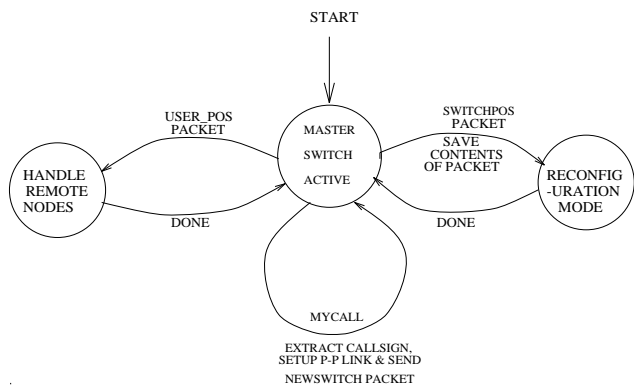 START
USER_POS
PACKET
MASTER
SWITCH
ACTIVE
SWITCHPOS
PACKET
SAVE
CONTENTS
OF PACKET
HANDLE
REMOTE
NODES
RECONFIG
-URATION
MODE
DONE
DONE
MYCALL
EXTRACT CALLSIGN,
SETUP P-P LINK & SEND
NEWSWITCH PACKET